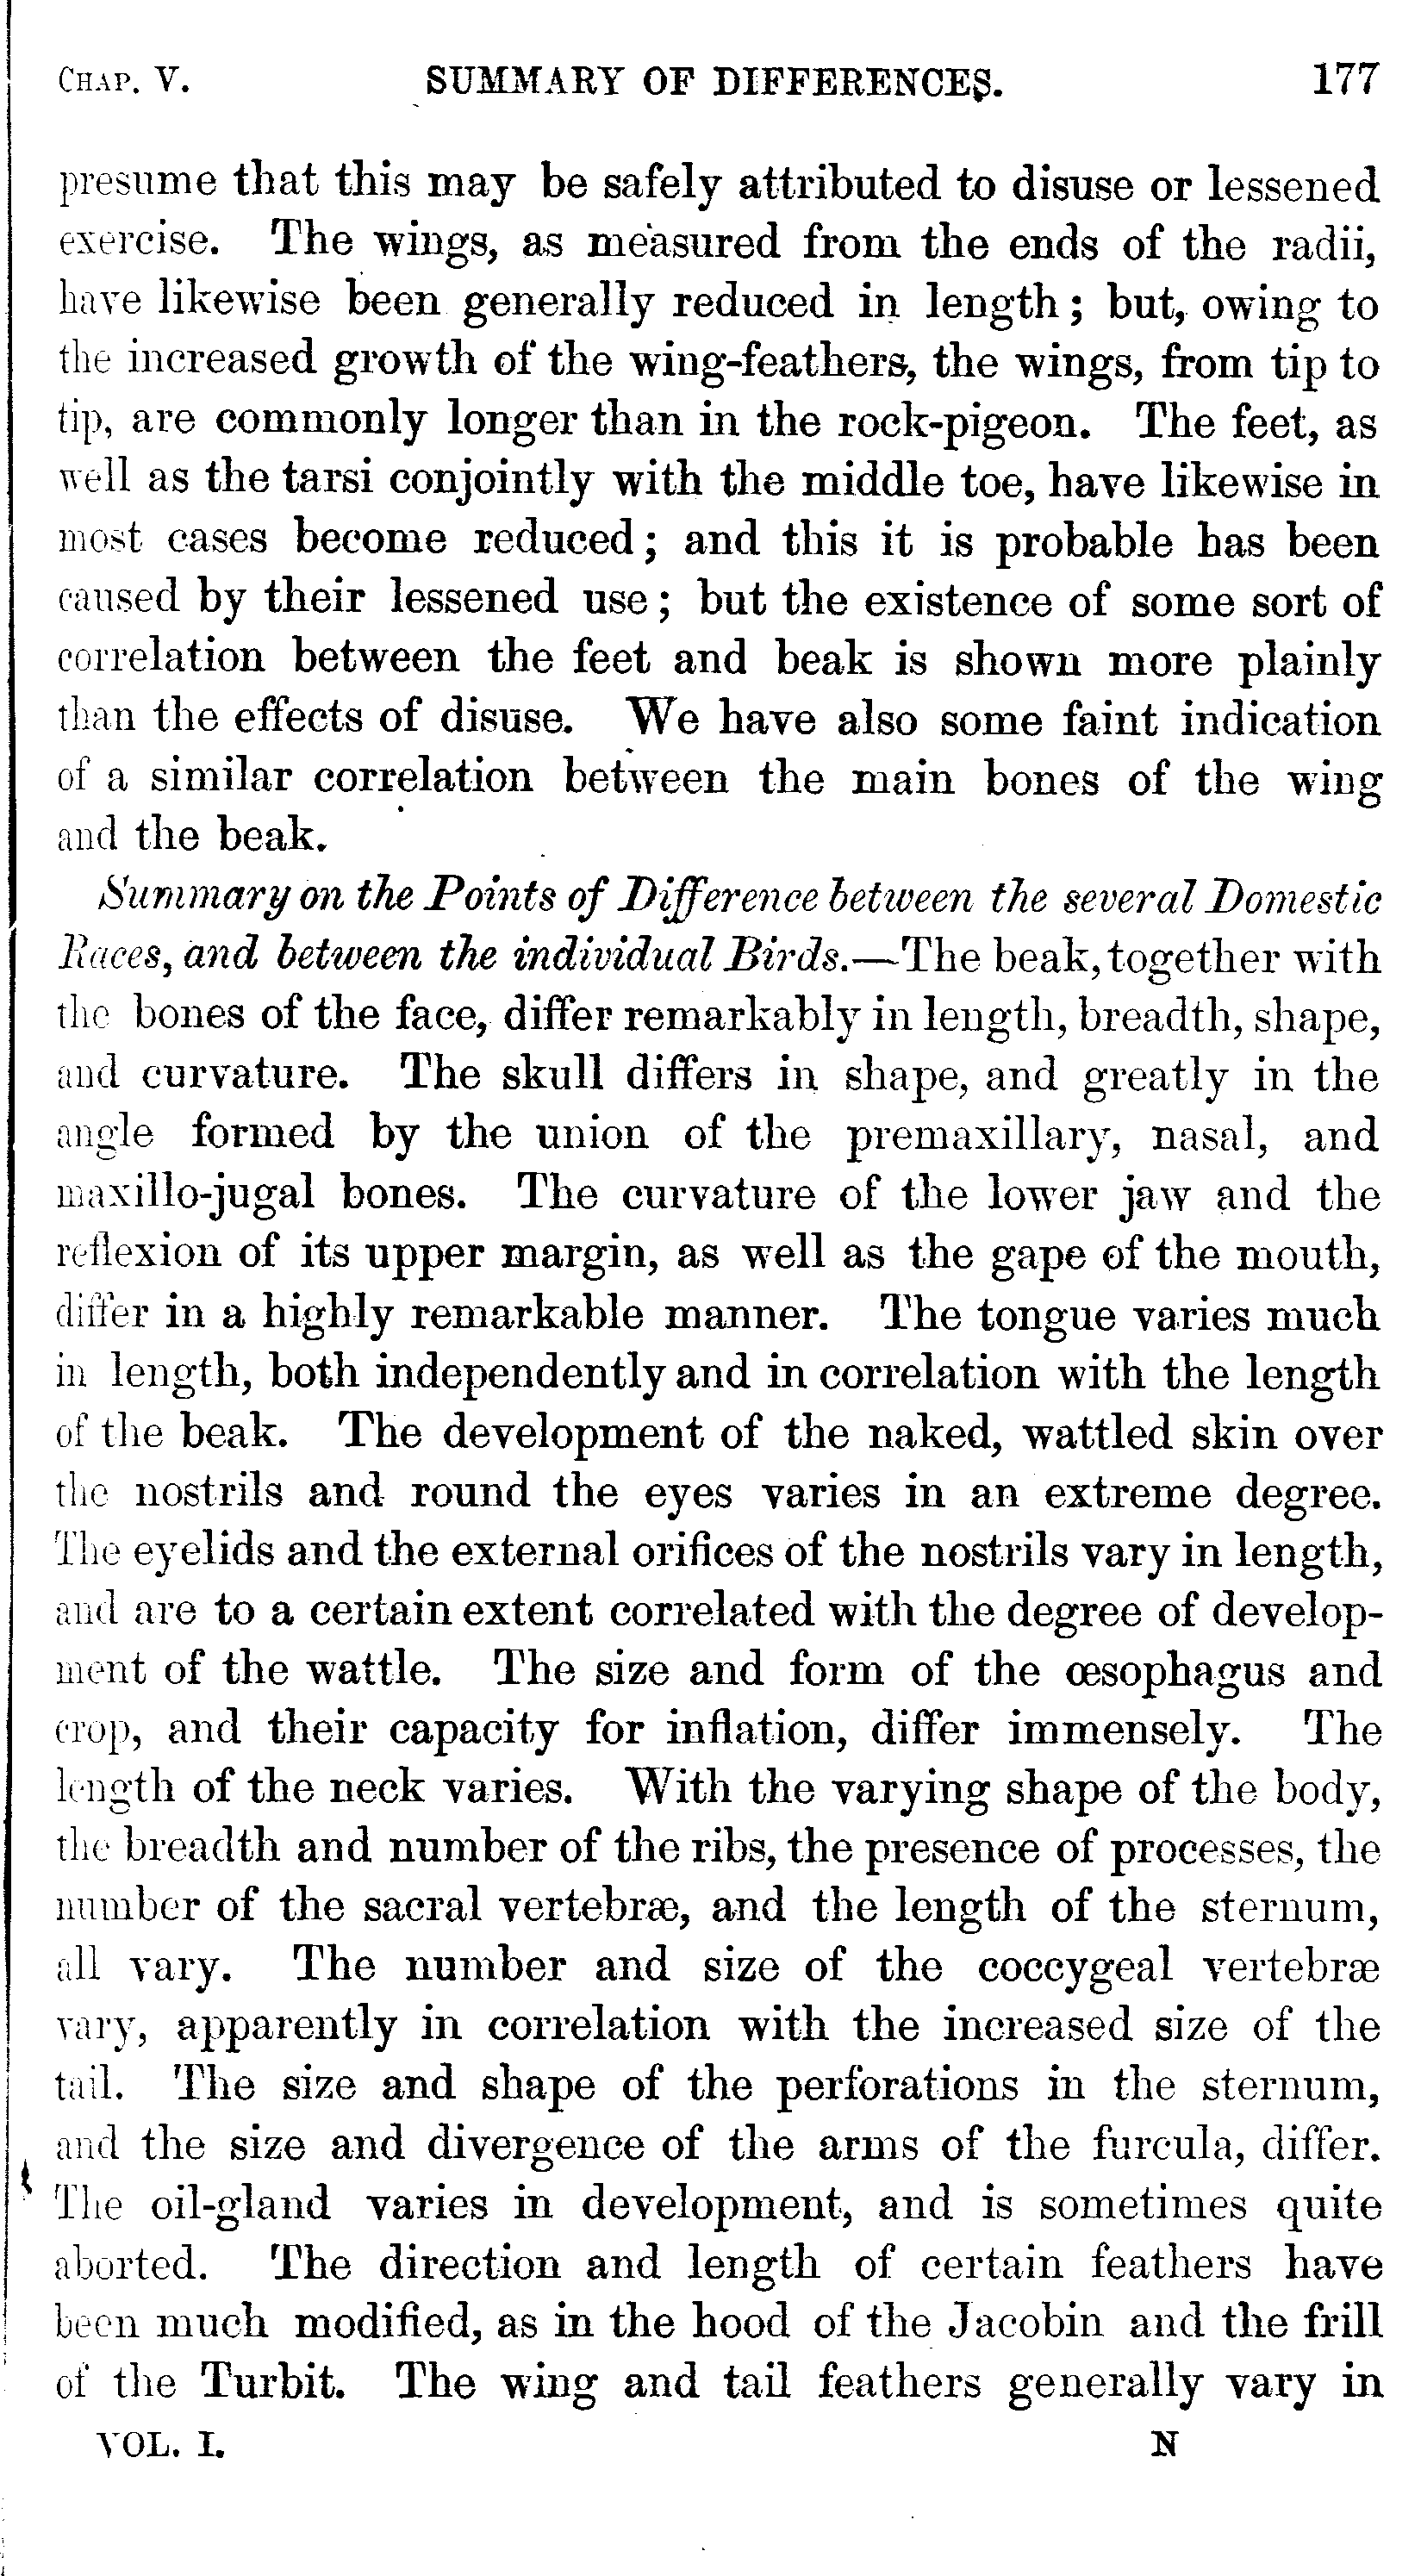 CHAP. V. SUMMARY OF DIFFERENCES. 177
presume that this may be safely attributed to disuse or lessened
exercise. The wings, as measured from the ends of the radii,
have likewise been generally reduced in length; but, owing to
the increased growth of the wing-feathers, the wings, from tip to
tip, are commonly longer than in the rock-pigeon. The feet, as
well as the tarsi conjointly with the middle toe, have likewise in
most cases become reduced; and this it is probable has been
caused by their lessened use; but the existence of some sort of
correlation between the feet and beak is shown more plainly
than the effects of disuse. We have also some faint indication
of a similar correlation between the main bones of the wing
and the beak.
Summary on the Points of Difference between the several Domestic
Races, and between the individual Birds.—The beak, together with
the bones of the face, differ remarkably in length, breadth, shape,
and curvature. The skull differs in shape, and greatly in the
angle formed by the union of the premaxillary, nasal, and
maxillo-jugal bones. The curvature of the lower jaw and the
reflexion of its upper margin, as well as the gape of the mouth,
differ in a highly remarkable manner. The tongue varies much
in length, both independently and in correlation with the length
of the beak. The development of the naked, wattled skin over
the nostrils and round the eyes varies in an extreme degree.
The eyelids and the external orifices of the nostrils vary in length,
and are to a certain extent correlated with the degree of develop-
ment of the wattle. The size and form of the œsophagus and
crop, and their capacity for inflation, differ immensely. The
length of the neck varies. With the varying shape of the body,
the breadth and number of the ribs, the presence of processes, the
number of the sacral vertebræ, and the length of the sternum,
all vary. The number and size of the coccygeal vertebræ
vary, apparently in correlation with the increased size of the
tail. The size and shape of the perforations in the sternum,
and the size and divergence of the arms of the furcula, differ.
The oil-gland varies in development, and is sometimes quite
aborted. The direction and length of certain feathers have
been much modified, as in the hood of the Jacobin and the frill
of the Turbit. The wing and tail feathers generally vary in
VOL. I. N